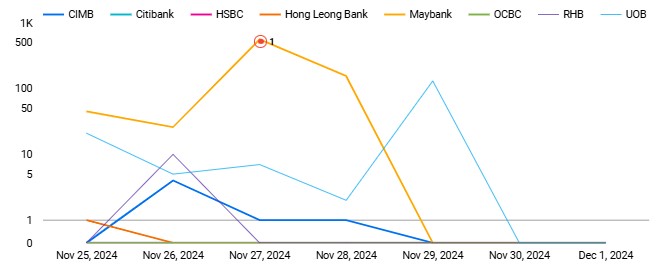 CIMB Citibank HSBC Hong Leong Bank Maybank OCBC RHB UOB
1K
500
1
100
50
10
5
1
0
Nov 25, 2024 Nov 26, 2024 Nov 27, 2024 Nov 28, 2024 Nov 29, 2024 Nov 30, 2024 Dec 1, 2024